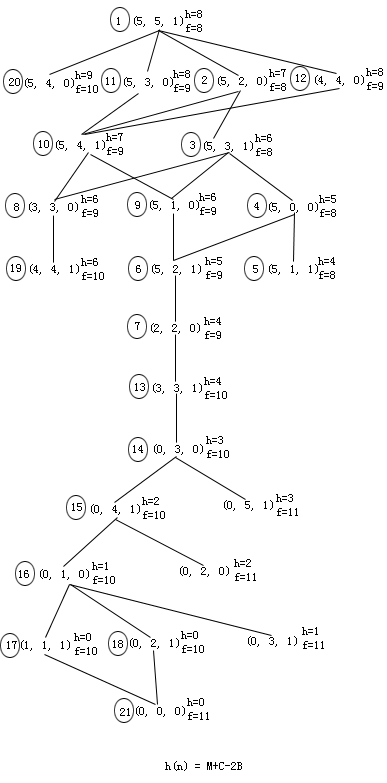 1 (5, 5, 1) h=8 f=8
20 (5, 4, 0) h=9 f=10 11 (5, 3, 0) h=8 f=9 2 (5, 2, 0) h=7 f=8 12 (4, 4, 0) h=8 f=9
10 (5, 4, 1) h=7 f=9 3 (5, 3, 1) h=6 f=8
8 (3, 3, 0) h=6 f=9 9 (5, 1, 0) h=6 f=9 4 (5, 0, 0) h=5 f=8
19 (4, 4, 1) h=6 f=10 6 (5, 2, 1) h=5 f=9 5 (5, 1, 1) h=4 f=8
7 (2, 2, 0) h=4 f=9
13 (3, 3, 1) h=4 f=10
14 (0, 3, 0) h=3 f=10
15 (0, 4, 1) h=2 f=10 (0, 5, 1) h=3 f=11
16 (0, 1, 0) h=1 f=10 (0, 2, 0) h=2 f=11
17 (1, 1, 1) h=0 f=10 18 (0, 2, 1) h=0 f=10 (0, 3, 1) h=1 f=11
21 (0, 0, 0) h=0 f=11
h(n) = M+C-2B